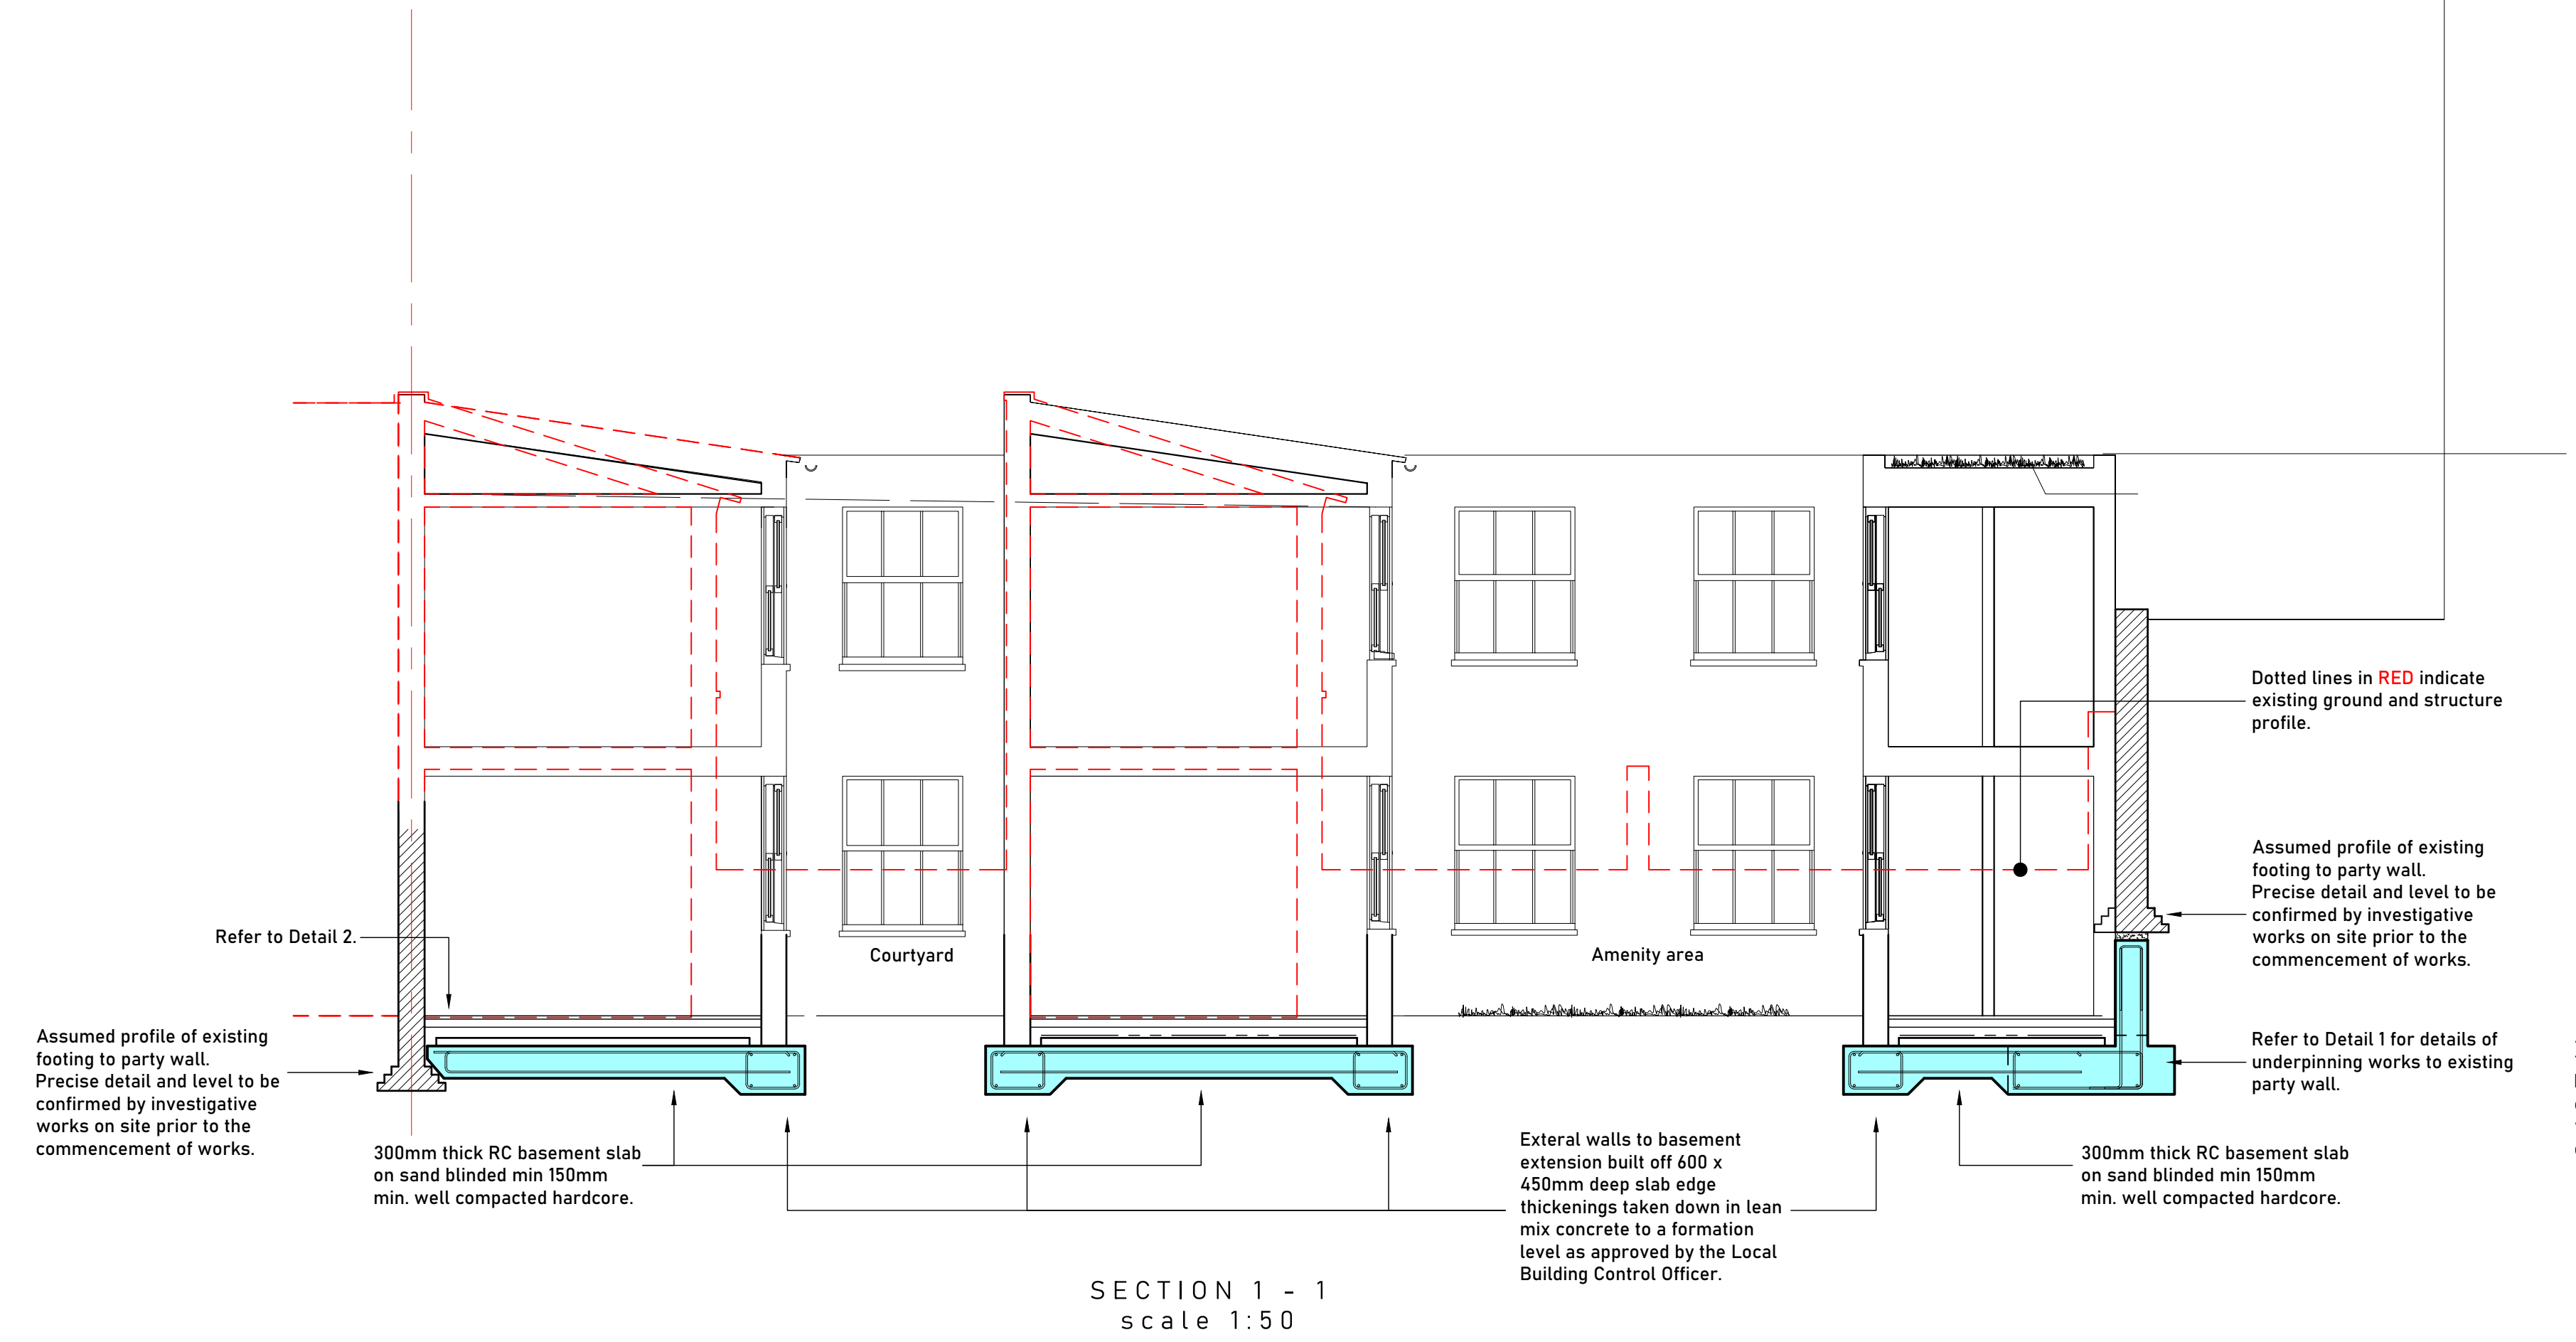 Dotted lines in RED indicate
existing ground and structure
profile.
Assumed profile of existing
footing to party wall.
Precise detail and level to be
confirmed by investigative
works on site prior to the
commencement of works.
Refer to Detail 2.
Courtyard
Amenity area
Assumed profile of existing
footing to party wall.
Precise detail and level to be
confirmed by investigative
works on site prior to the
commencement of works.
Refer to Detail 1 for details of
underpinning works to existing
party wall.
300mm thick RC basement slab
on sand blinded min 150mm
min. well compacted hardcore.
Exteral walls to basement
extension built off 600 x
450mm deep slab edge
thickenings taken down in lean
mix concrete to a formation
level as approved by the Local
Building Control Officer.
300mm thick RC basement slab
on sand blinded min 150mm
min. well compacted hardcore.
SECTION 1 - 1
scale 1:50